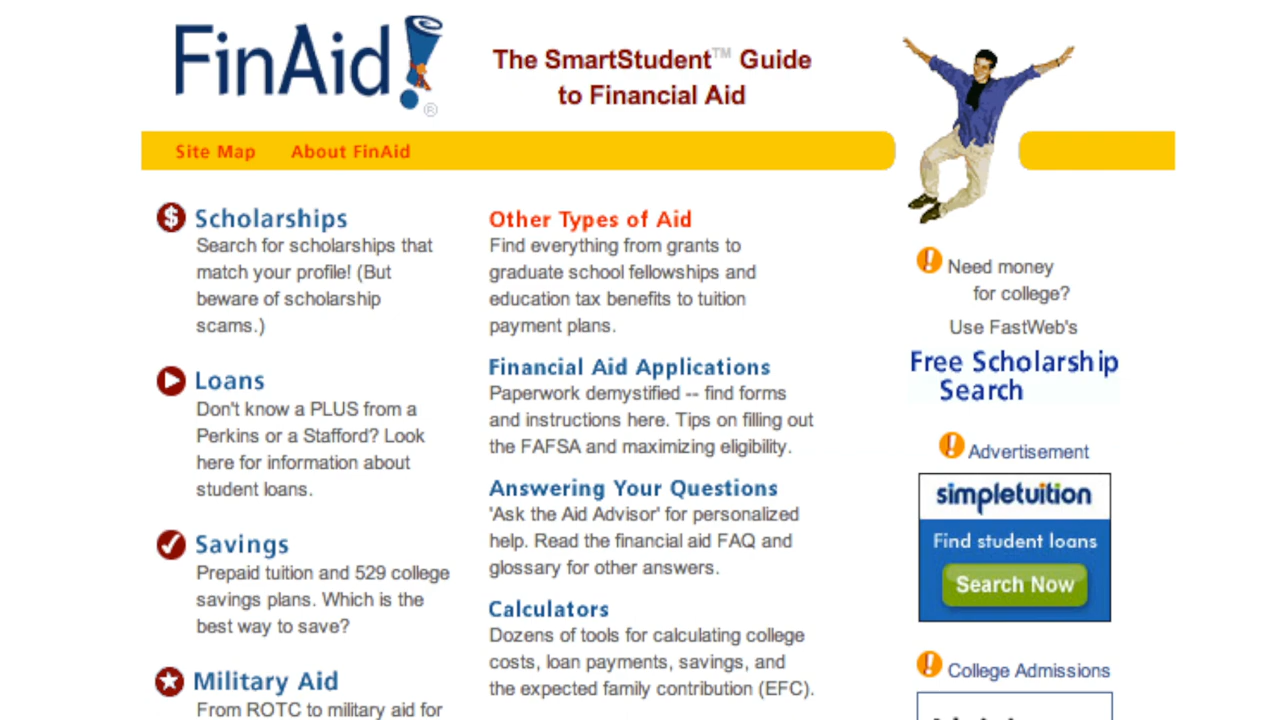 FinAid!®
The SmartStudent™ Guide
to Financial Aid
Site Map About FinAid
Scholarships
Search for scholarships that
match your profile! (But
beware of scholarship
scams.)
Loans
Don't know a PLUS from a
Perkins or a Stafford? Look
here for information about
student loans.
Savings
Prepaid tuition and 529 college
savings plans. Which is the
best way to save?
Military Aid
From ROTC to military aid for
Other Types of Aid
Find everything from grants to
graduate school fellowships and
education tax benefits to tuition
payment plans.
Financial Aid Applications
Paperwork demystified -- find forms
and instructions here. Tips on filling out
the FAFSA and maximizing eligibility.
Answering Your Questions
'Ask the Aid Advisor' for personalized
help. Read the financial aid FAQ and
glossary for other answers.
Calculators
Dozens of tools for calculating college
costs, loan payments, savings, and
the expected family contribution (EFC).
Need money
for college?
Use FastWeb's
Free Scholarship
Search
Advertisement
simpletuition
Find student loans
Search Now
College Admissions